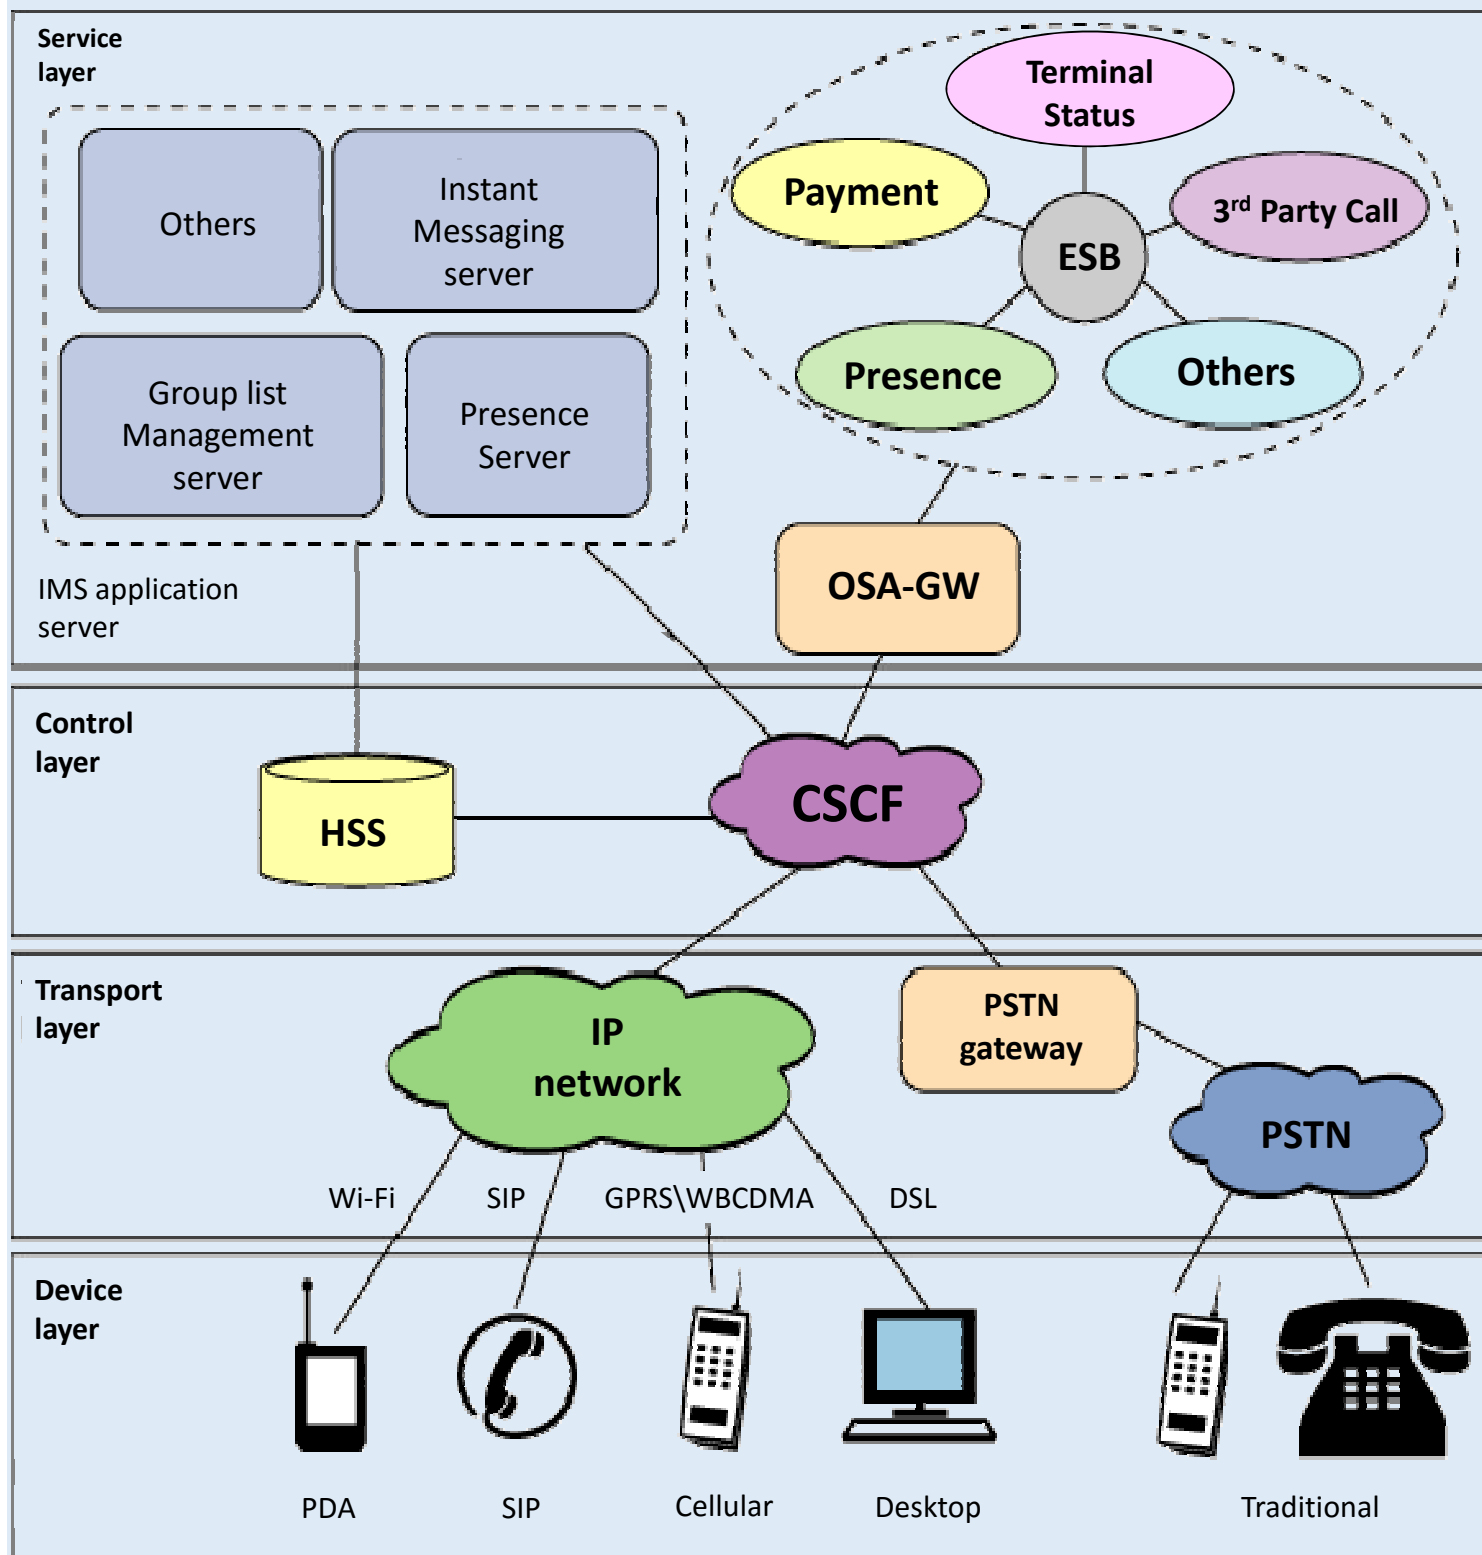 Service
layer
Others
Instant
Messaging
server
Group list
Management
server
Presence
Server
IMS application
server
Terminal
Status
Payment
3rd Party Call
ESB
Presence
Others
OSA-GW
Control
layer
HSS
CSCF
Transport
layer
IP
network
PSTN
gateway
PSTN
Wi-Fi
SIP
GPRS\WBCDMA
DSL
Device
layer
PDA
SIP
Cellular
Desktop
Traditional